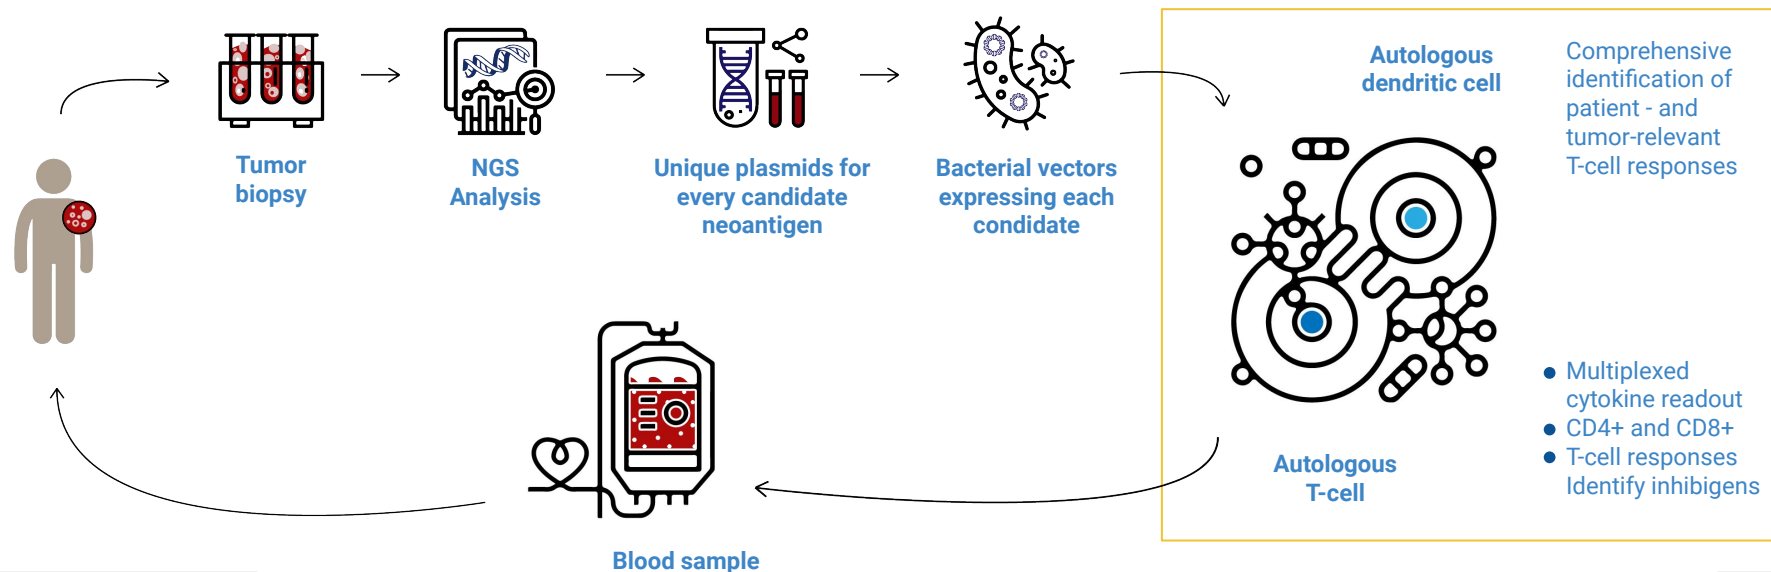 Tumor
biopsy
NGS
Analysis
Unique plasmids for
every candidate
neoantigen
Bacterial vectors
expressing each
condidate
Autologous
dendritic cell
Comprehensive
identification of
patient - and
tumor-relevant
T-cell responses
● Multiplexed
cytokine readout
● CD4+ and CD8+
● T-cell responses
Identify inhibigens
Autologous
T-cell
Blood sample